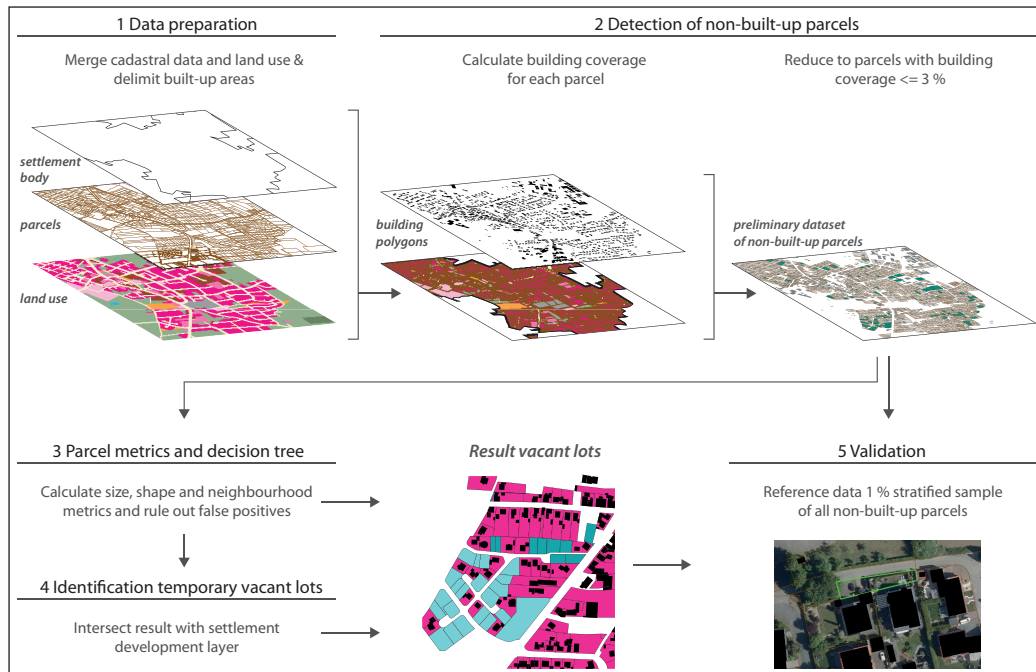 1 Data preparation
2 Detection of non-built-up parcels
Merge cadastral data and land use &
delimit built-up areas
Calculate building coverage
for each parcel
Reduce to parcels with building
coverage <= 3 %
settlement
body
parcels
land use
building
polygons
preliminary dataset
of non-built-up parcels
3 Parcel metrics and decision tree
Calculate size, shape and neighbourhood
metrics and rule out false positives
4 Identification temporary vacant lots
Intersect result with settlement
development layer
Result vacant lots
5 Validation
Reference data 1 % stratified sample
of all non-built-up parcels